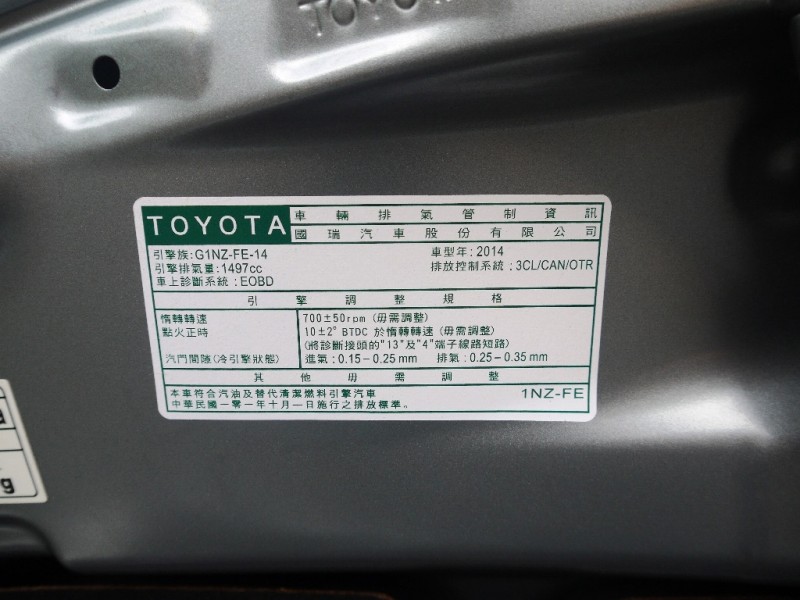 TOYOTA
TOYOTA
車輛排氣管制資訊
國瑞汽車股份有限公司
引擎族:G1NZ-FE-14
車型年:2014
引擎排氣量:1497cc
排放控制系統:3CL/CAN/OTR
車上診斷系統:EOBD
引擎調整規格
惰轉轉速 700±50rpm (毋需調整)
點火正時 10±2° BTDC 於惰轉轉速 (毋需調整)
(將診斷接頭的"13"及"4"端子線路短路)
汽門間隙(冷引擎狀態) 進氣:0.15-0.25mm 排氣:0.25-0.35mm
其他毋需調整
本車符合汽油及替代清潔燃料引擎汽車
中華民國一零一年十月一日施行之排放標準。
1NZ-FE
g